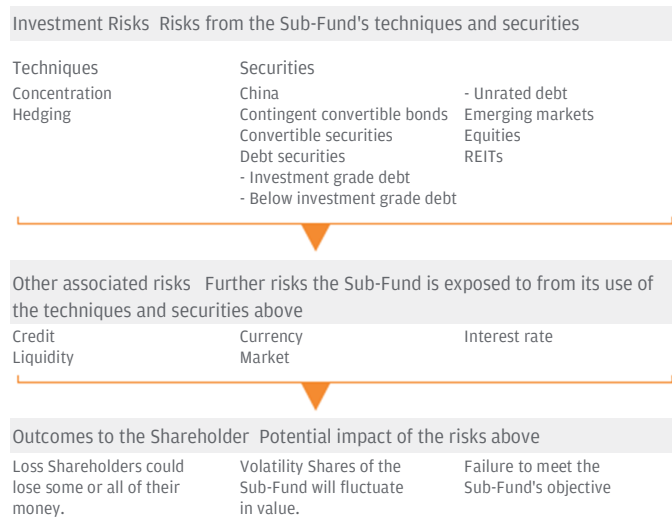 Investment Risks Risks from the Sub-Fund's techniques and securities
Techniques
Concentration
Hedging
Securities
China
Contingent convertible bonds
Convertible securities
Debt securities
- Investment grade debt
- Below investment grade debt
- Unrated debt
Emerging markets
Equities
REITs
Other associated risks Further risks the Sub-Fund is exposed to from its use of
the techniques and securities above
Credit
Liquidity
Currency
Market
Interest rate
Outcomes to the Shareholder Potential impact of the risks above
Loss Shareholders could
lose some or all of their
money.
Volatility Shares of the
Sub-Fund will fluctuate
in value.
Failure to meet the
Sub-Fund's objective